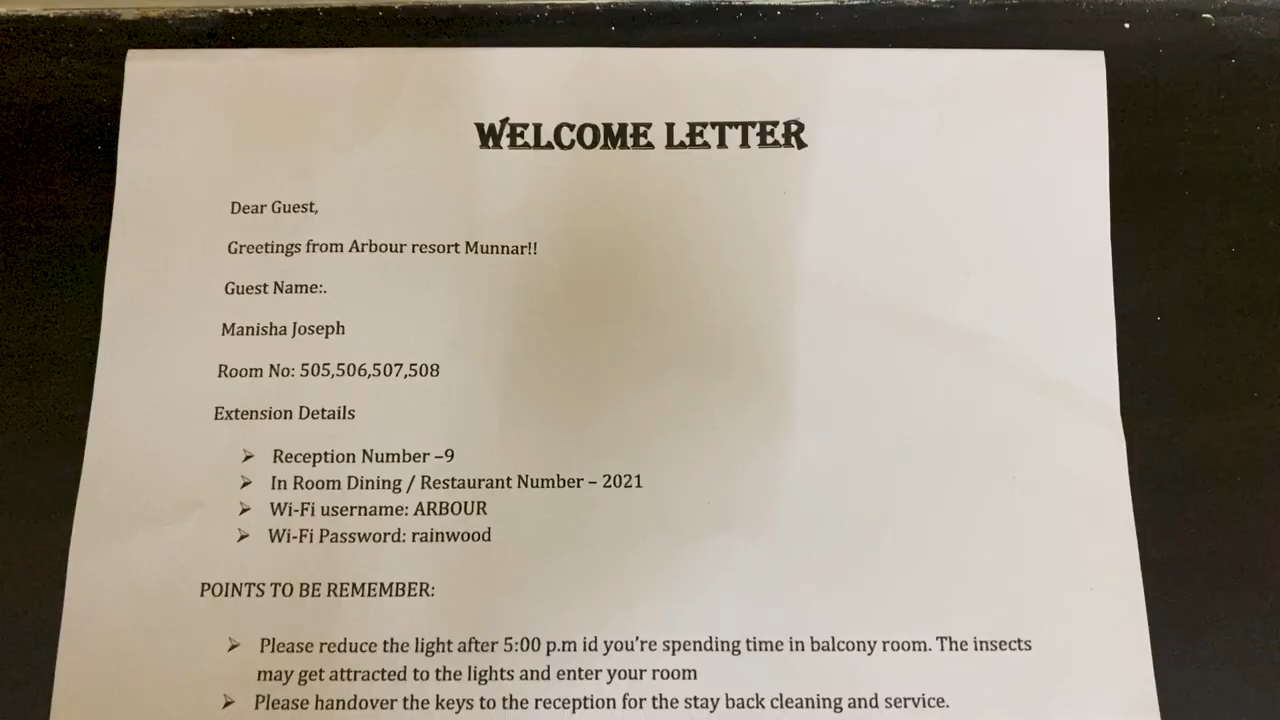 WELCOME LETTER
Dear Guest,
Greetings from Arbour resort Munnar!!
Guest Name:.
Manisha Joseph
Room No: 505,506,507,508
Extension Details
➢ Reception Number –9
➢ In Room Dining / Restaurant Number – 2021
➢ Wi-Fi username: ARBOUR
➢ Wi-Fi Password: rainwood
POINTS TO BE REMEMBER:
➢ Please reduce the light after 5:00 p.m id you're spending time in balcony room. The insects
may get attracted to the lights and enter your room
➢ Please handover the keys to the reception for the stay back cleaning and service.